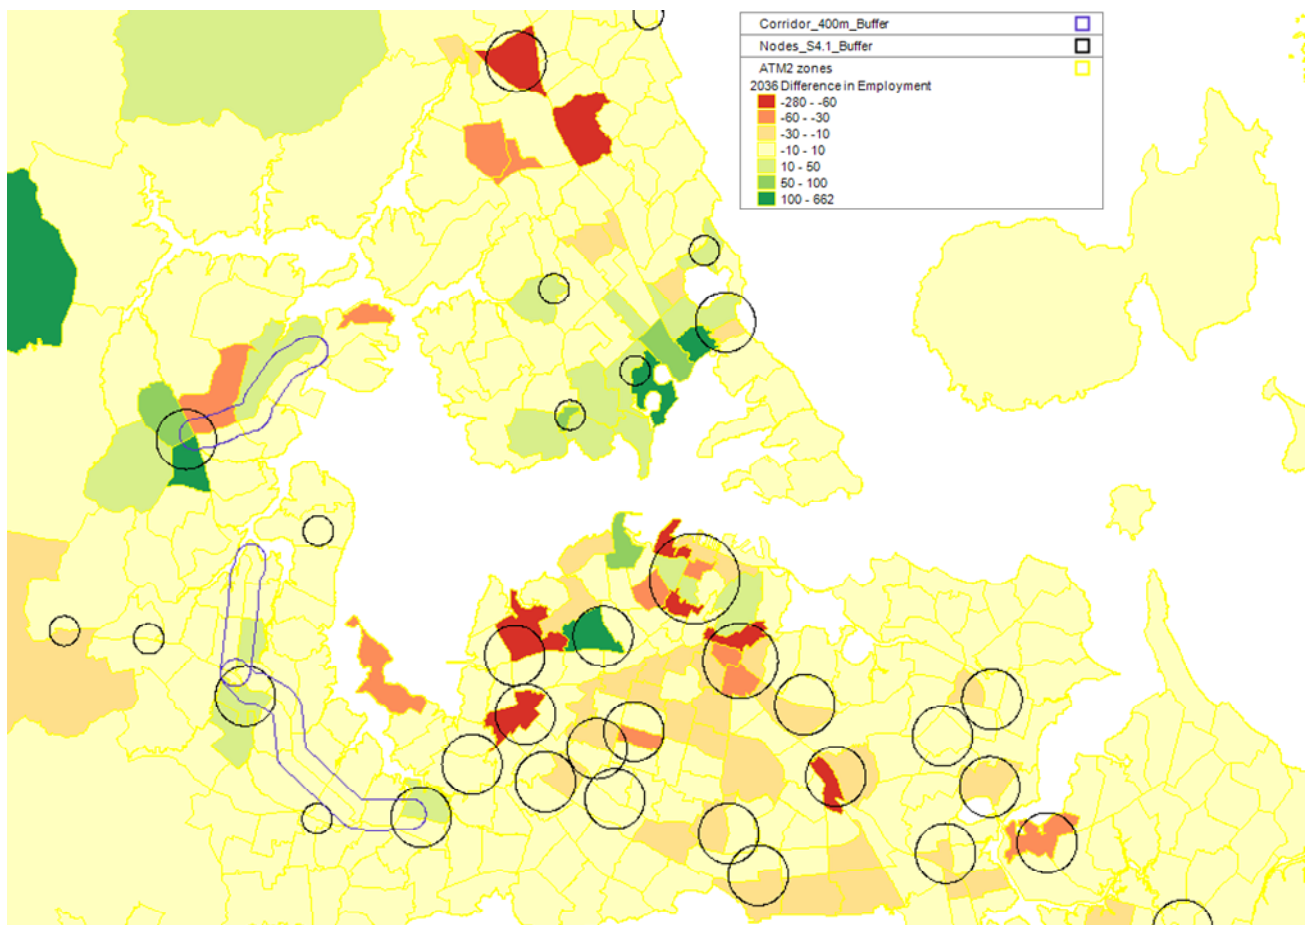 Corridor_400m_Buffer
Nodes_S4.1_Buffer
ATM2 zones
2036 Difference in Employment
-280 - -60
-60 - -30
-30 - -10
-10 - 10
10 - 50
50 - 100
100 - 662